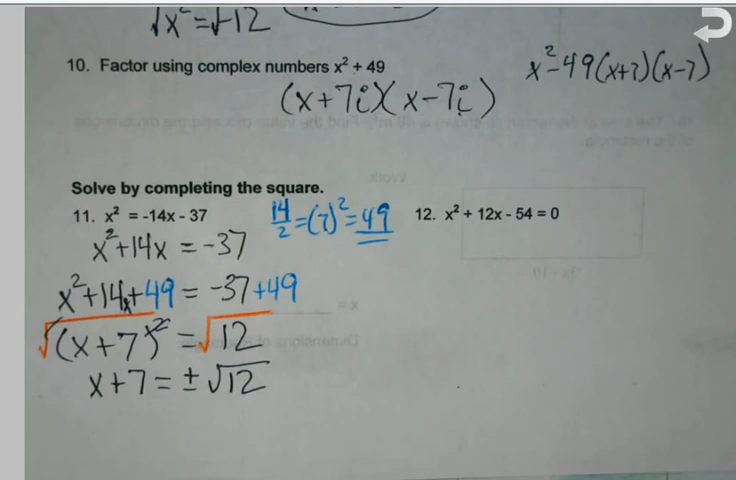 √x² = √-12
10. Factor using complex numbers x² + 49
x² - 49 (x+7)(x-7)
(x+7i)(x-7i)
Solve by completing the square.
11. x² = -14x - 37
14/2 = (7)² = 49
12. x² + 12x - 54 = 0
x² + 14x = -37
x² + 14x + 49 = -37 + 49
√(x+7)² = √12
x + 7 = ± √12